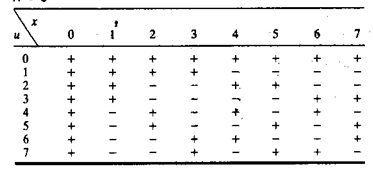 x
u 0 1 2 3 4 5 6 7
0 + + + + + + + +
1 + + + + − − − −
2 + + − − + + − −
3 + + − − − − + +
4 + − + − + − + −
5 + − + − − + − +
6 + − − + + − − +
7 + − − + − + + −